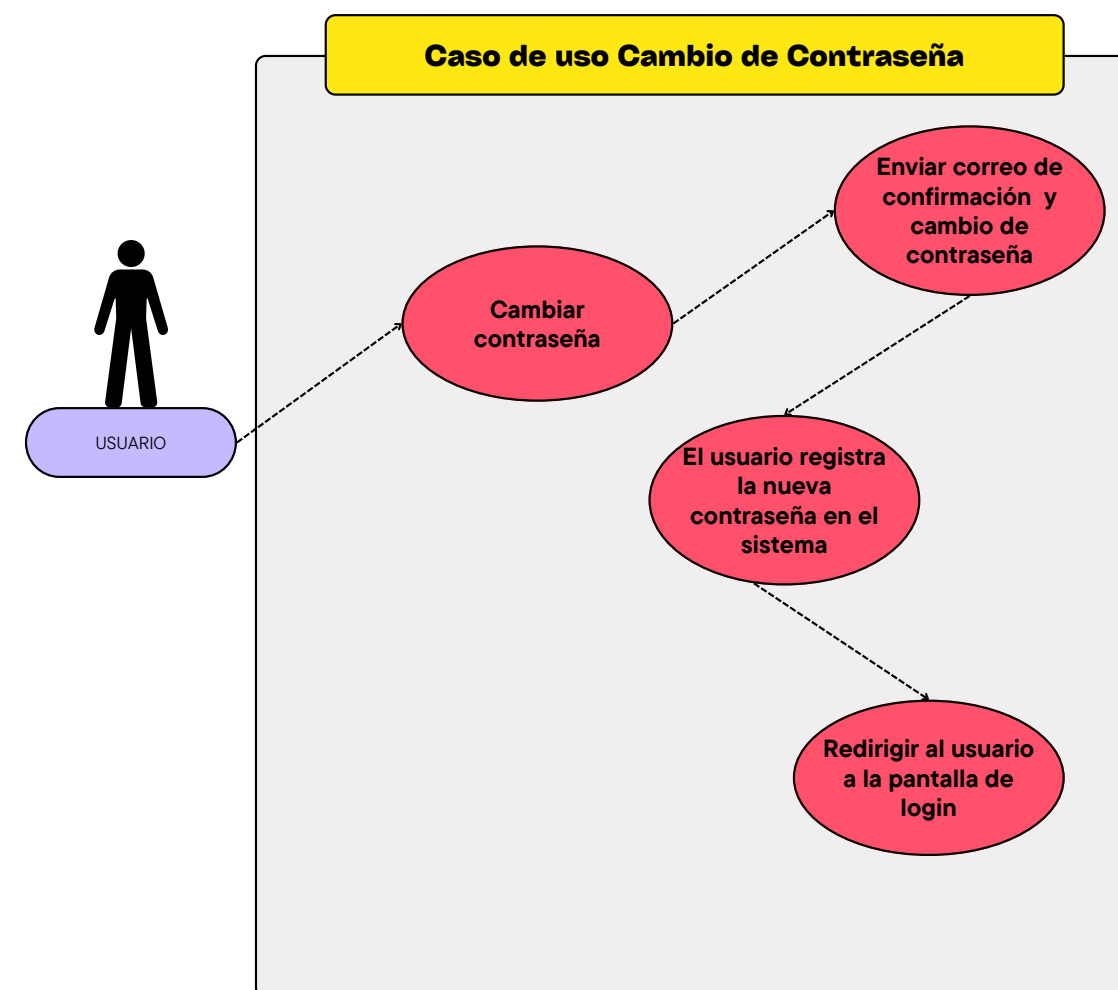 Caso de uso Cambio de Contraseña
Enviar correo de
confirmación y
cambio de
contraseña
Cambiar
contraseña
USUARIO
El usuario registra
la nueva
contraseña en el
sistema
Redirigir al usuario
a la pantalla de
login